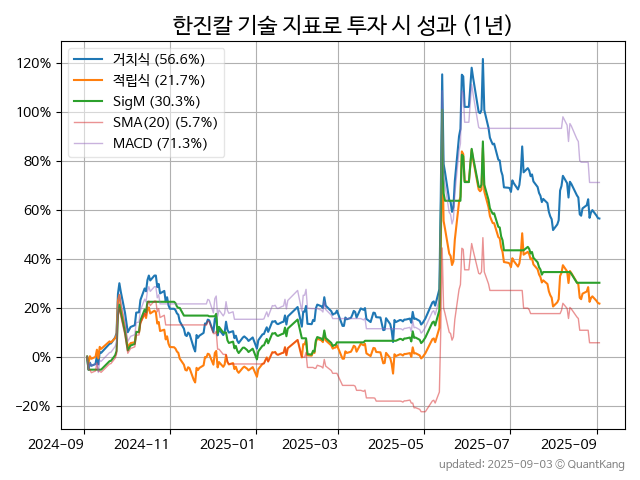 한진칼 기술 지표로 투자 시 성과 (1년)
거치식 (56.6%)
적립식 (21.7%)
SigM (30.3%)
SMA(20) (5.7%)
MACD (71.3%)
120%
100%
80%
60%
40%
20%
0%
−20%
2024-09
2024-11
2025-01
2025-03
2025-05
2025-07
2025-09
updated: 2025-09-03 © QuantKang